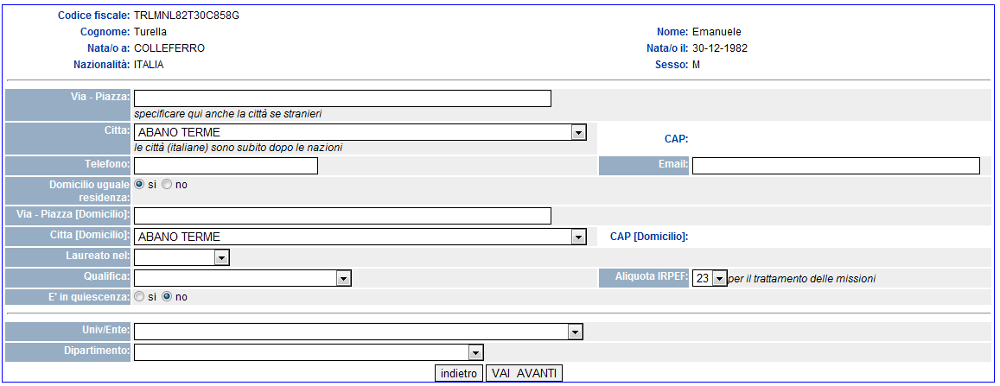 Codice fiscale: TRLMNL82T30C858G
Cognome: Turella Nome: Emanuele
Nata/o a: COLLEFERRO Nata/o il: 30-12-1982
Nazionalità: ITALIA Sesso: M
Via - Piazza:
specificare qui anche la città se stranieri
Citta: ABANO TERME CAP:
le città (italiane) sono subito dopo le nazioni
Telefono: Email:
Domicilio uguale si no
residenza:
Via - Piazza [Domicilio]:
Citta [Domicilio]: ABANO TERME CAP [Domicilio]:
Laureato nel:
Qualifica: Aliquota IRPEF: 23 per il trattamento delle missioni
E' in quiescenza: si no
Univ/Ente:
Dipartimento:
indietro VAI AVANTI